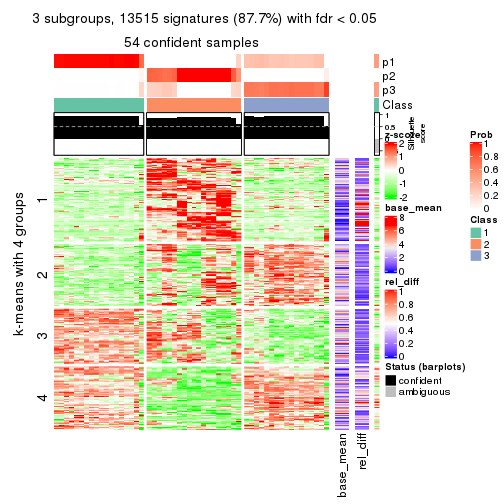 3 subgroups, 13515 signatures (87.7%) with fdr < 0.05
54 confident samples
p1
p2
p3
Class
1
0.5
0
Silhouette
score
k-means with 4 groups
1
2
3
4
base_mean
rel_diff
z-score
2
1
0
-1
-2
base_mean
8
6
4
2
0
rel_diff
1
0.8
0.6
0.4
0.2
0
Status (barplots)
confident
ambiguous
Prob
1
0.8
0.6
0.4
0.2
0
Class
1
2
3